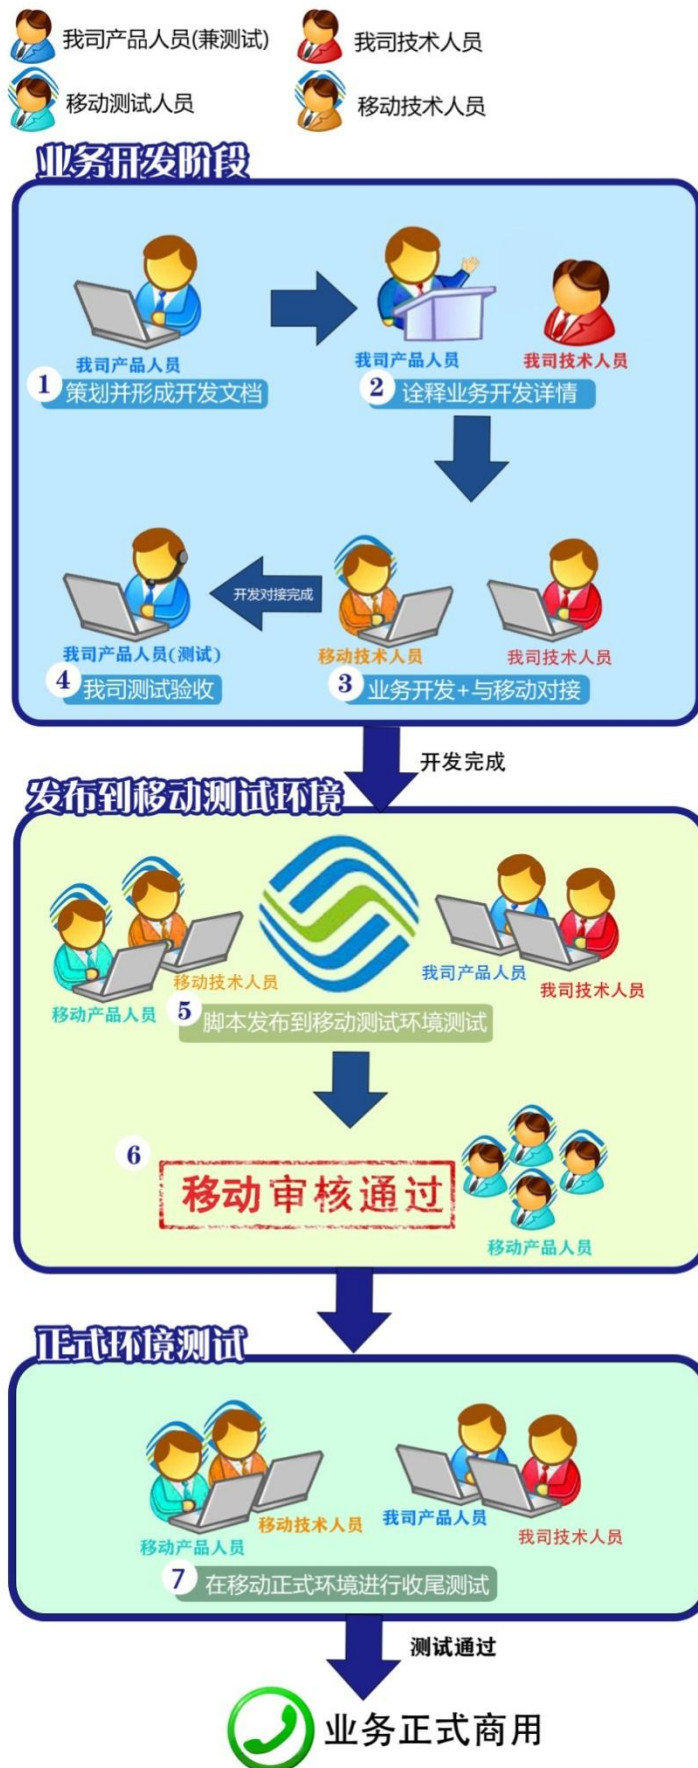 我司产品人员(兼测试)
我司技术人员
移动测试人员
移动技术人员
业务开发阶段
我司产品人员
1 策划并形成开发文档
我司产品人员
我司技术人员
2 诠释业务开发详情
我司产品人员(测试)
4 我司测试验收
开发对接完成
移动技术人员
我司技术人员
3 业务开发+与移动对接
开发完成
发布到移动测试环境
移动产品人员
移动技术人员
我司产品人员
我司技术人员
5 脚本发布到移动测试环境测试
6
移动审核通过
移动产品人员
正式环境测试
移动产品人员
移动技术人员
我司产品人员
我司技术人员
7 在移动正式环境进行收尾测试
测试通过
业务正式商用